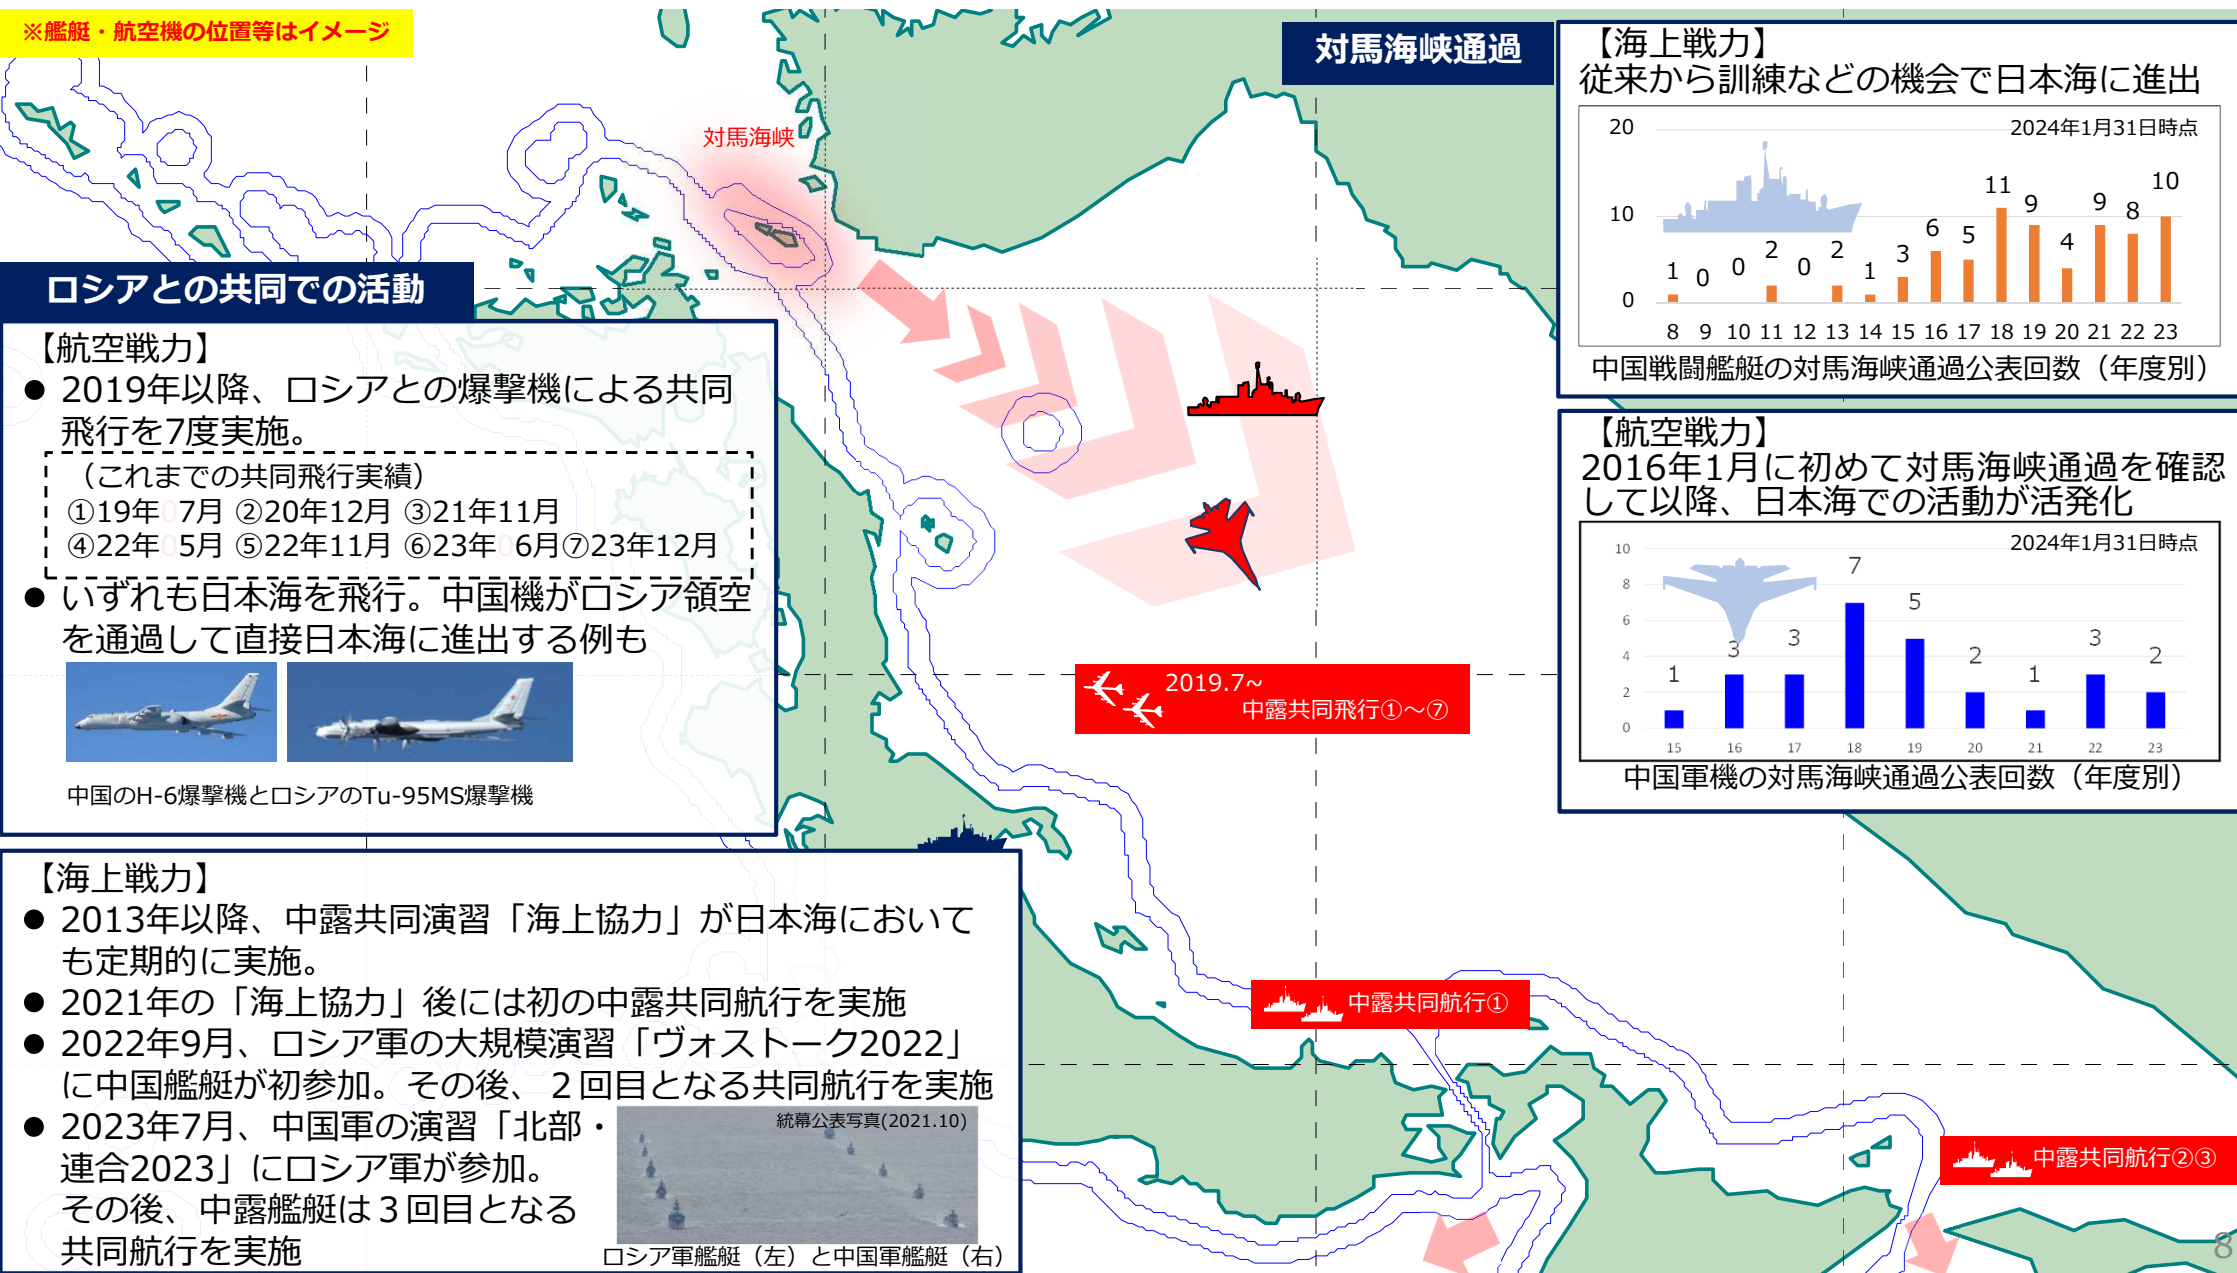 ※艦艇・航空機の位置等はイメージ
対馬海峡
対馬海峡通過
【海上戦力】
従来から訓練などの機会で日本海に進出
2024年1月31日時点
20
10
0
1 0 0 2 0 2 1 3 6 5 11 9 4 9 8 10
8 9 10 11 12 13 14 15 16 17 18 19 20 21 22 23
中国戦闘艦艇の対馬海峡通過公表回数（年度別）
【航空戦力】
2016年1月に初めて対馬海峡通過を確認
して以降、日本海での活動が活発化
2024年1月31日時点
10
8
6
4
2
0
1 3 3 7 5 2 1 3 2
15 16 17 18 19 20 21 22 23
中国軍機の対馬海峡通過公表回数（年度別）
ロシアとの共同での活動
【航空戦力】
● 2019年以降、ロシアとの爆撃機による共同
飛行を7度実施。
（これまでの共同飛行実績）
①19年07月 ②20年12月 ③21年11月
④22年05月 ⑤22年11月 ⑥23年06月⑦23年12月
● いずれも日本海を飛行。中国機がロシア領空
を通過して直接日本海に進出する例も
中国のH-6爆撃機とロシアのTu-95MS爆撃機
2019.7~
中露共同飛行①～⑦
【海上戦力】
● 2013年以降、中露共同演習「海上協力」が日本海において
も定期的に実施。
● 2021年の「海上協力」後には初の中露共同航行を実施
● 2022年9月、ロシア軍の大規模演習「ヴォストーク2022」
に中国艦艇が初参加。その後、２回目となる共同航行を実施
● 2023年7月、中国軍の演習「北部・
連合2023」にロシア軍が参加。
その後、中露艦艇は３回目となる
共同航行を実施
統幕公表写真(2021.10)
ロシア軍艦艇（左）と中国軍艦艇（右）
中露共同航行①
中露共同航行②③
8